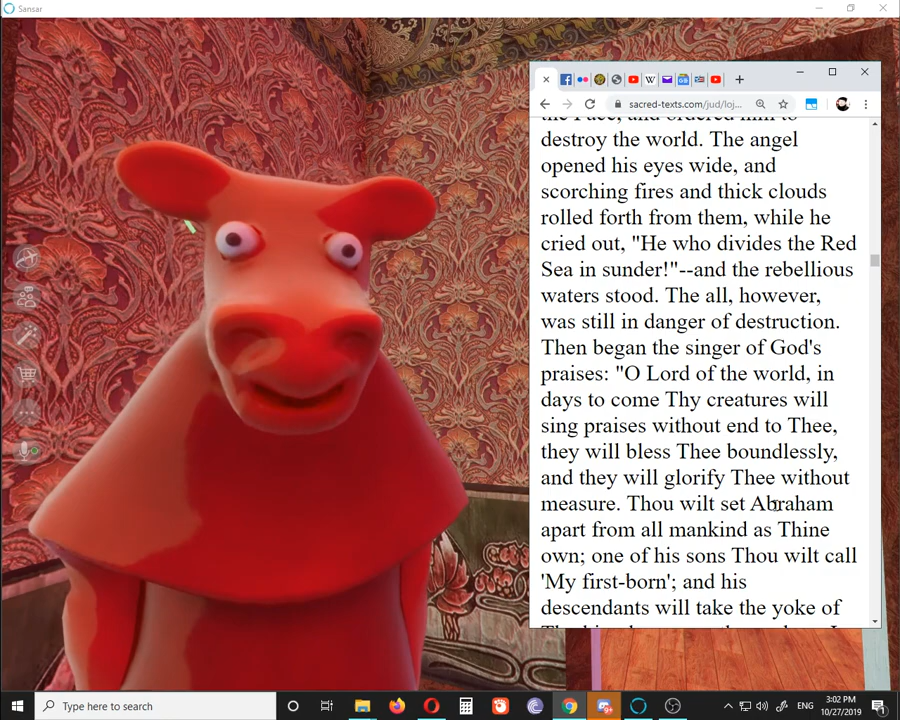 Sansar
sacred-texts.com/jud/loj...
the Face, and ordered him to
destroy the world. The angel
opened his eyes wide, and
scorching fires and thick clouds
rolled forth from them, while he
cried out, "He who divides the Red
Sea in sunder!"--and the rebellious
waters stood. The all, however,
was still in danger of destruction.
Then began the singer of God's
praises: "O Lord of the world, in
days to come Thy creatures will
sing praises without end to Thee,
they will bless Thee boundlessly,
and they will glorify Thee without
measure. Thou wilt set Abraham
apart from all mankind as Thine
own; one of his sons Thou wilt call
'My first-born'; and his
descendants will take the yoke of
Type here to search
ENG
3:02 PM
10/27/2019